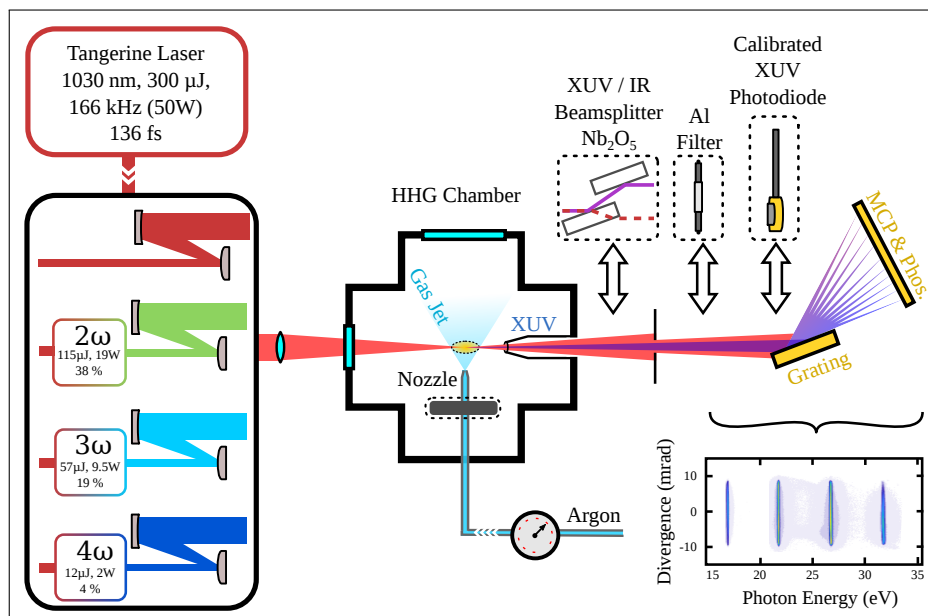 Tangerine Laser
1030 nm, 300 µJ,
166 kHz (50W)
136 fs
2ω
115µJ, 19W
38 %
3ω
57µJ, 9.5W
19 %
4ω
12µJ, 2W
4 %
HHG Chamber
Gas Jet
XUV
Nozzle
Argon
XUV / IR
Beamsplitter
Nb₂O₅
Al
Filter
Calibrated
XUV
Photodiode
MCP & Phos.
Grating
Divergence (mrad)
10
0
-10
15 20 25 30 35
Photon Energy (eV)